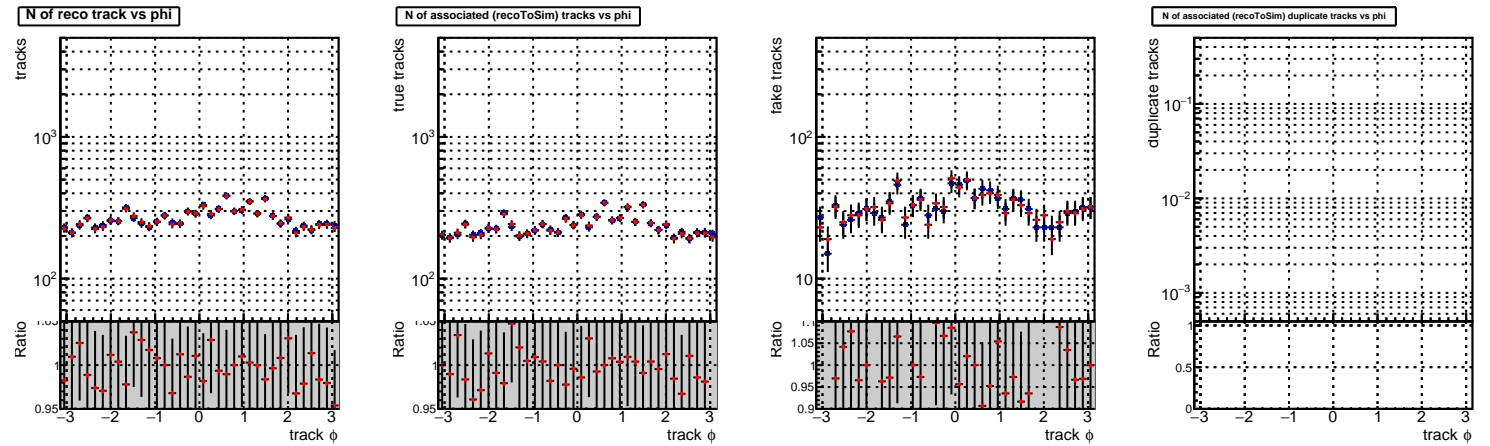 N of reco track vs phi
tracks
10³
10²
Ratio
1.05
1
0.95
−3 −2 −1 0 1 2 3
track ϕ
N of associated (recoToSim) tracks vs phi
true tracks
10³
10²
Ratio
1.05
1
0.95
−3 −2 −1 0 1 2 3
track ϕ
fake tracks
10²
10
Ratio
1.1
1.05
1
0.95
0.9
−3 −2 −1 0 1 2 3
track ϕ
N of associated (recoToSim) duplicate tracks vs phi
duplicate tracks
10⁻¹
10⁻²
10⁻³
Ratio
1
0.5
0
−3 −2 −1 0 1 2 3
track ϕ